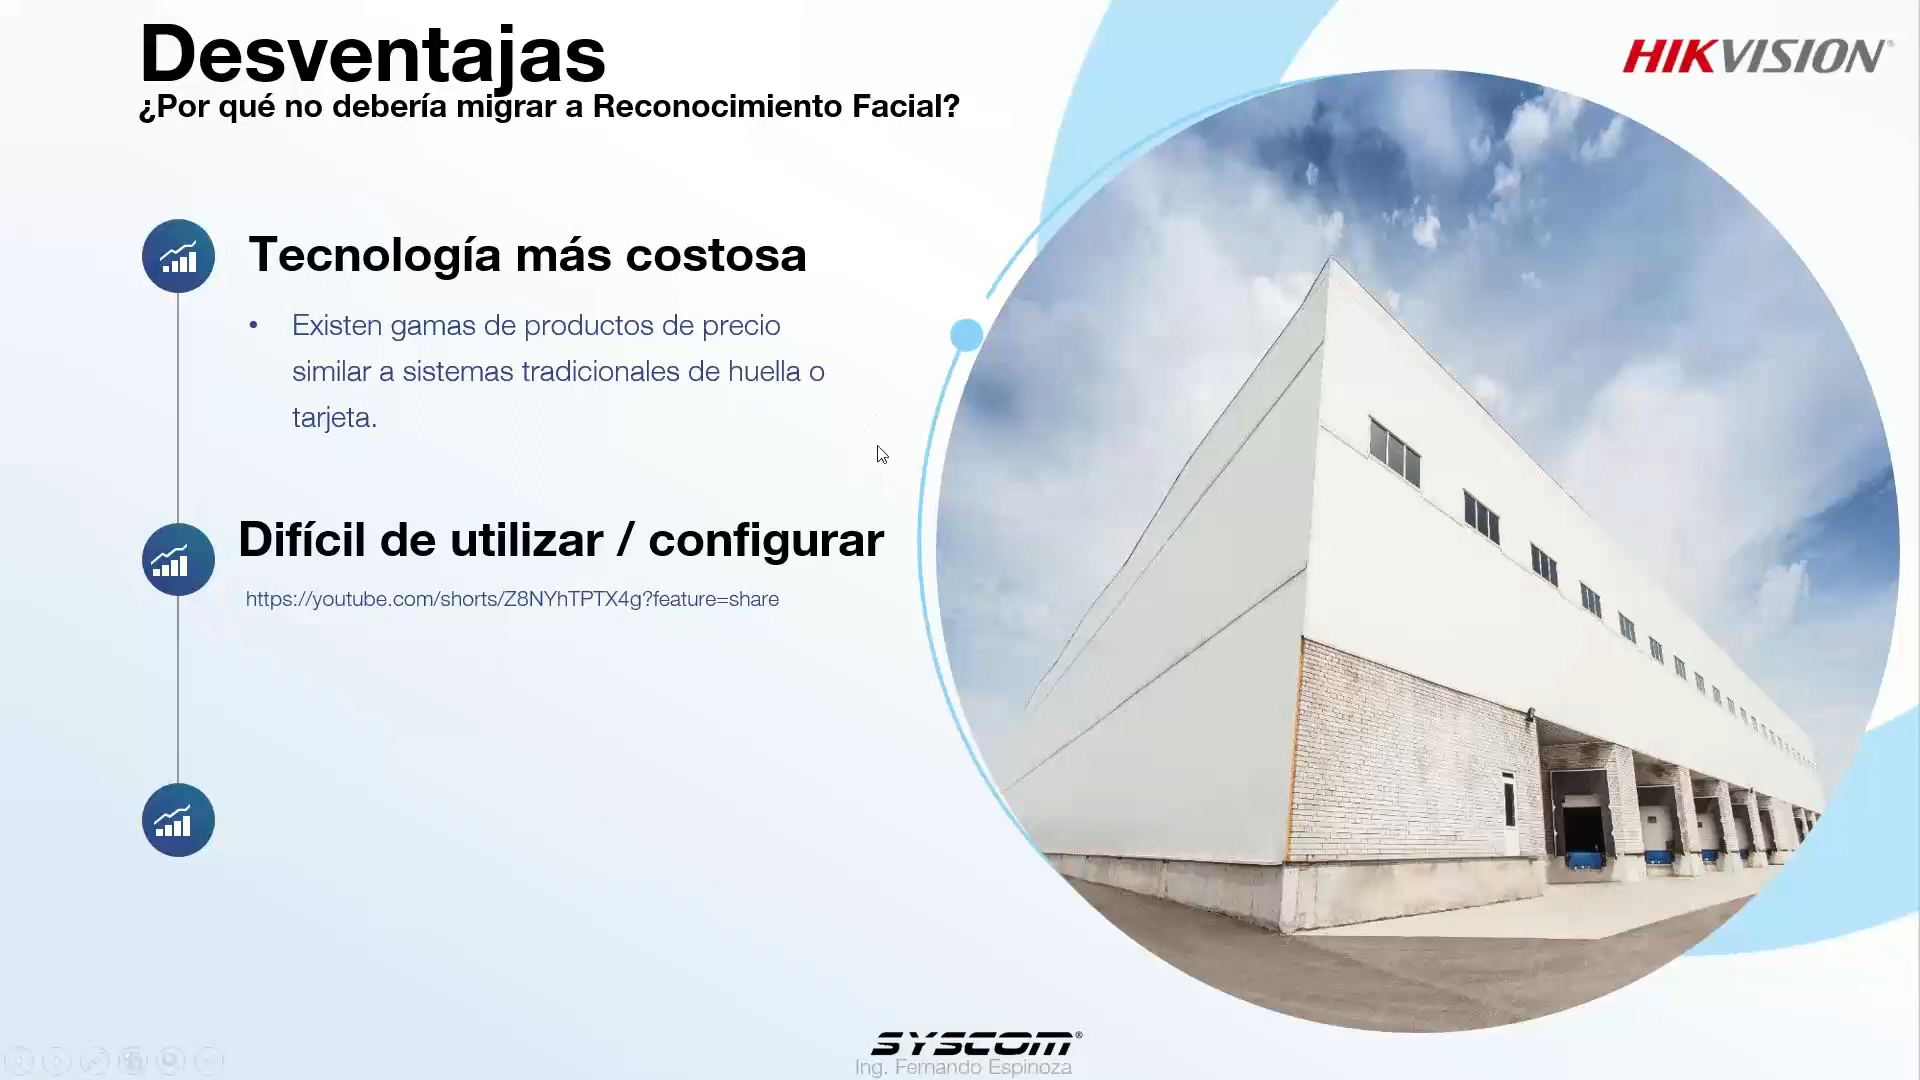 Desventajas
¿Por qué no debería migrar a Reconocimiento Facial?
HIKVISION®
Tecnología más costosa
• Existen gamas de productos de precio
similar a sistemas tradicionales de huella o
tarjeta.
Difícil de utilizar / configurar
https://youtube.com/shorts/Z8NYhTPTX4g?feature=share
SYSCOM®
Ing. Fernando Espinoza